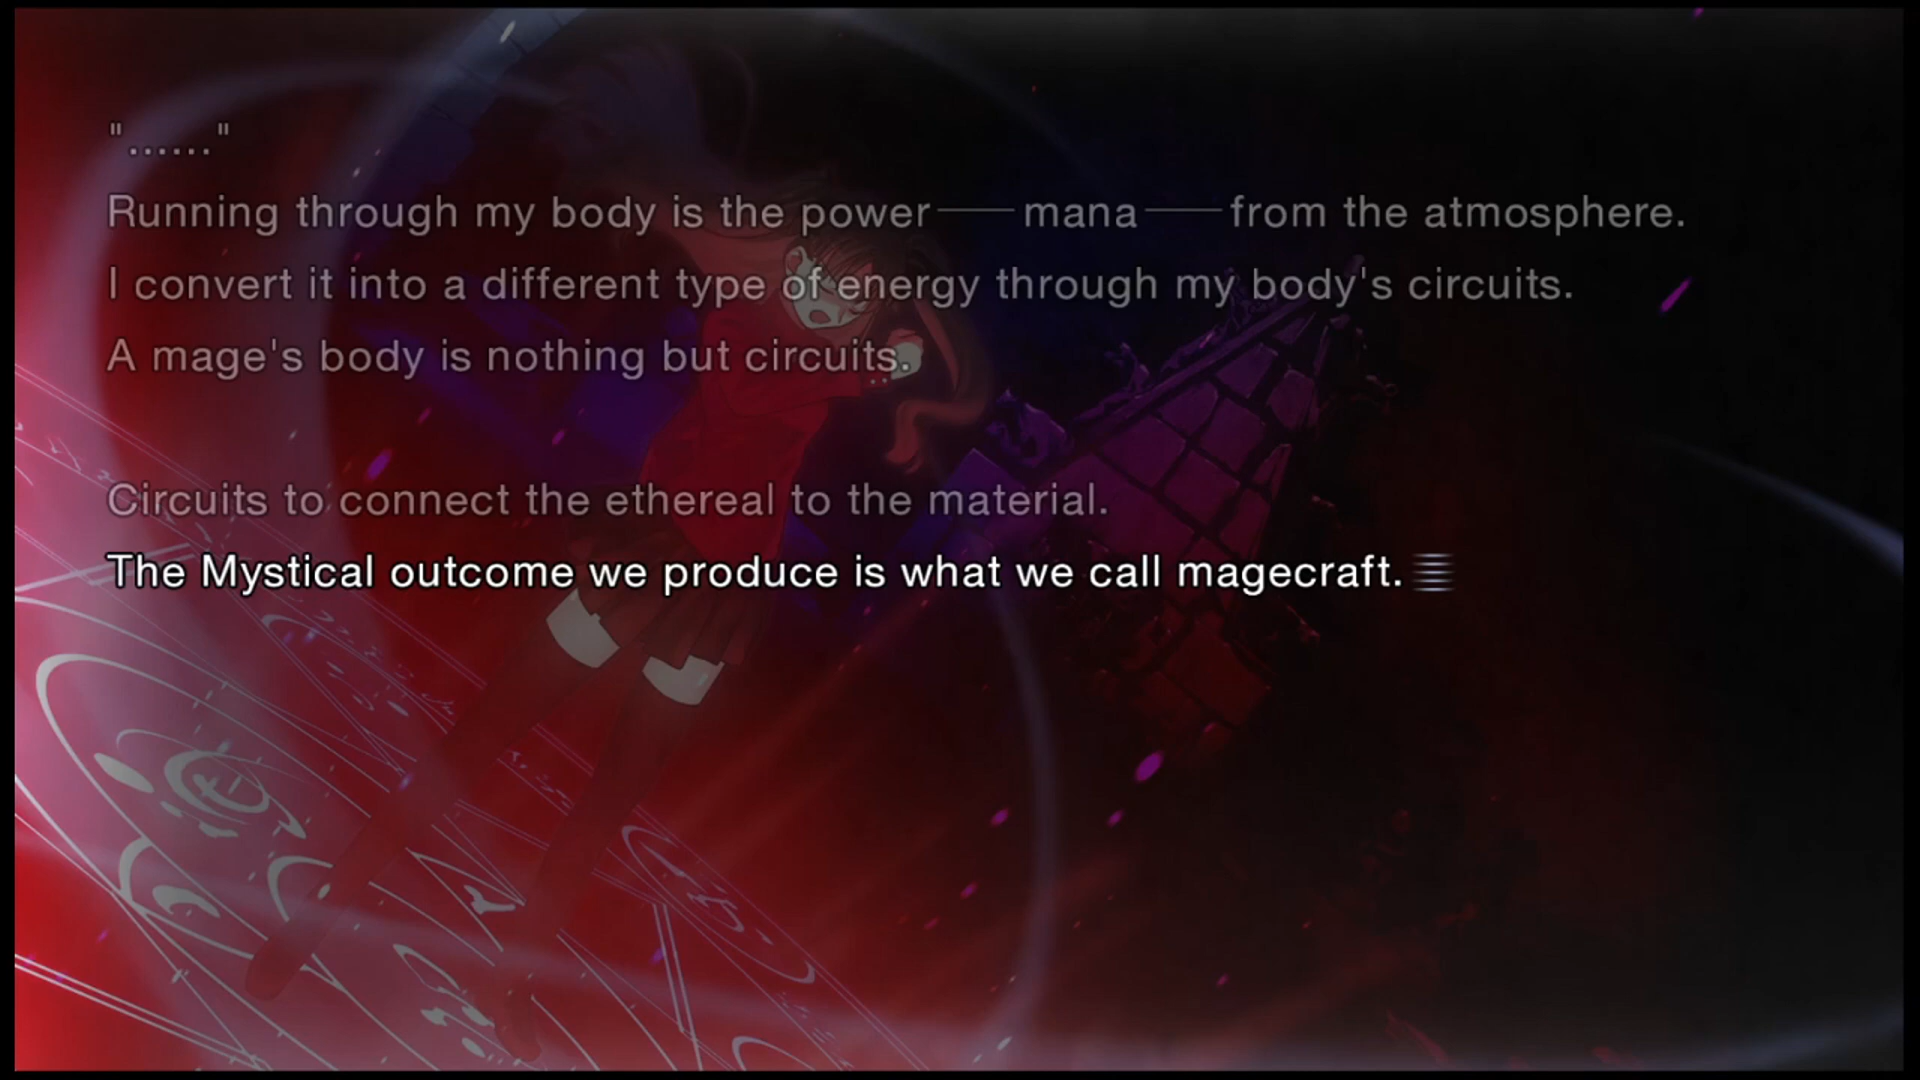 "......"
Running through my body is the power――mana――from the atmosphere.
I convert it into a different type of energy through my body's circuits.
A mage's body is nothing but circuits.
Circuits to connect the ethereal to the material.
The Mystical outcome we produce is what we call magecraft.